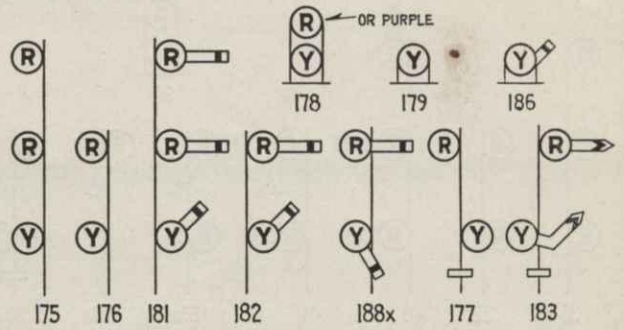 R OR PURPLE
R R Y Y Y
178 179 186
R R R R R R R
Y Y Y Y Y Y Y
175 176 181 182 188x 177 183